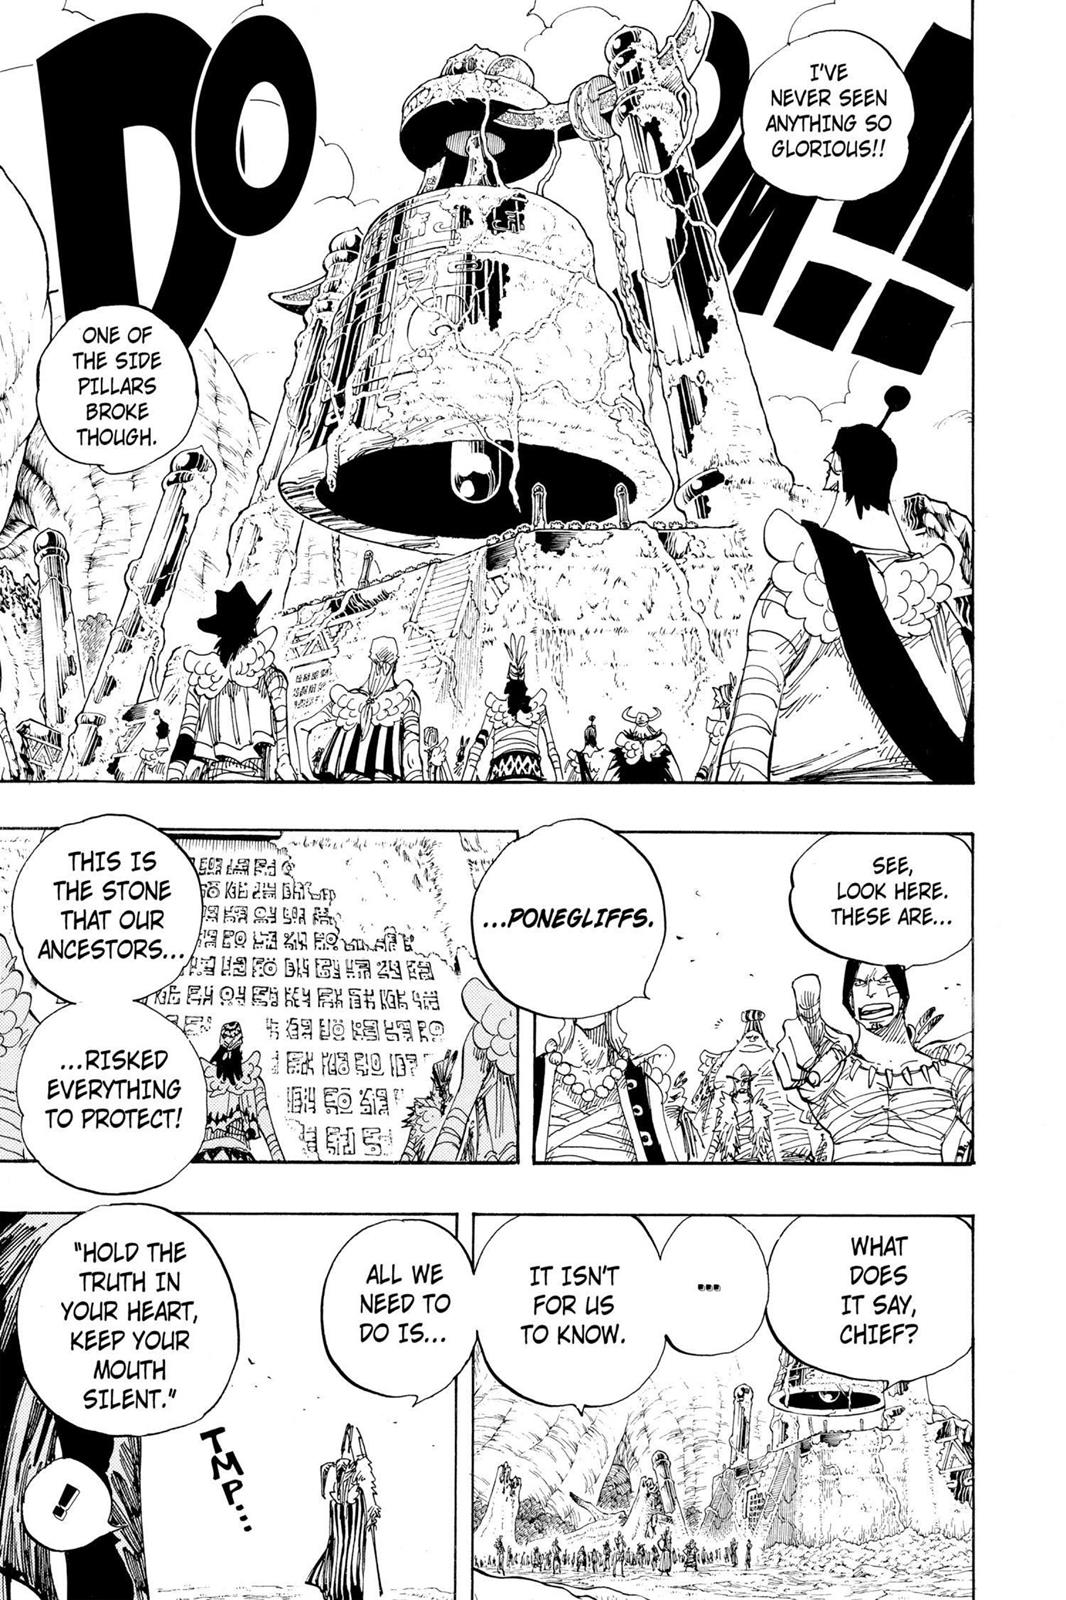 I'VE
NEVER SEEN
ANYTHING SO
GLORIOUS!!
DOOM!!
ONE OF
THE SIDE
PILLARS
BROKE
THOUGH.
SEE,
LOOK HERE.
THESE ARE...
...PONEGLIFFS.
THIS IS
THE STONE
THAT OUR
ANCESTORS...
...RISKED
EVERYTHING
TO PROTECT!
WHAT
DOES
IT SAY,
CHIEF?
...
IT ISN'T
FOR US
TO KNOW.
ALL WE
NEED TO
DO IS...
"HOLD THE
TRUTH IN
YOUR HEART,
KEEP YOUR
MOUTH
SILENT."
TMP...
!